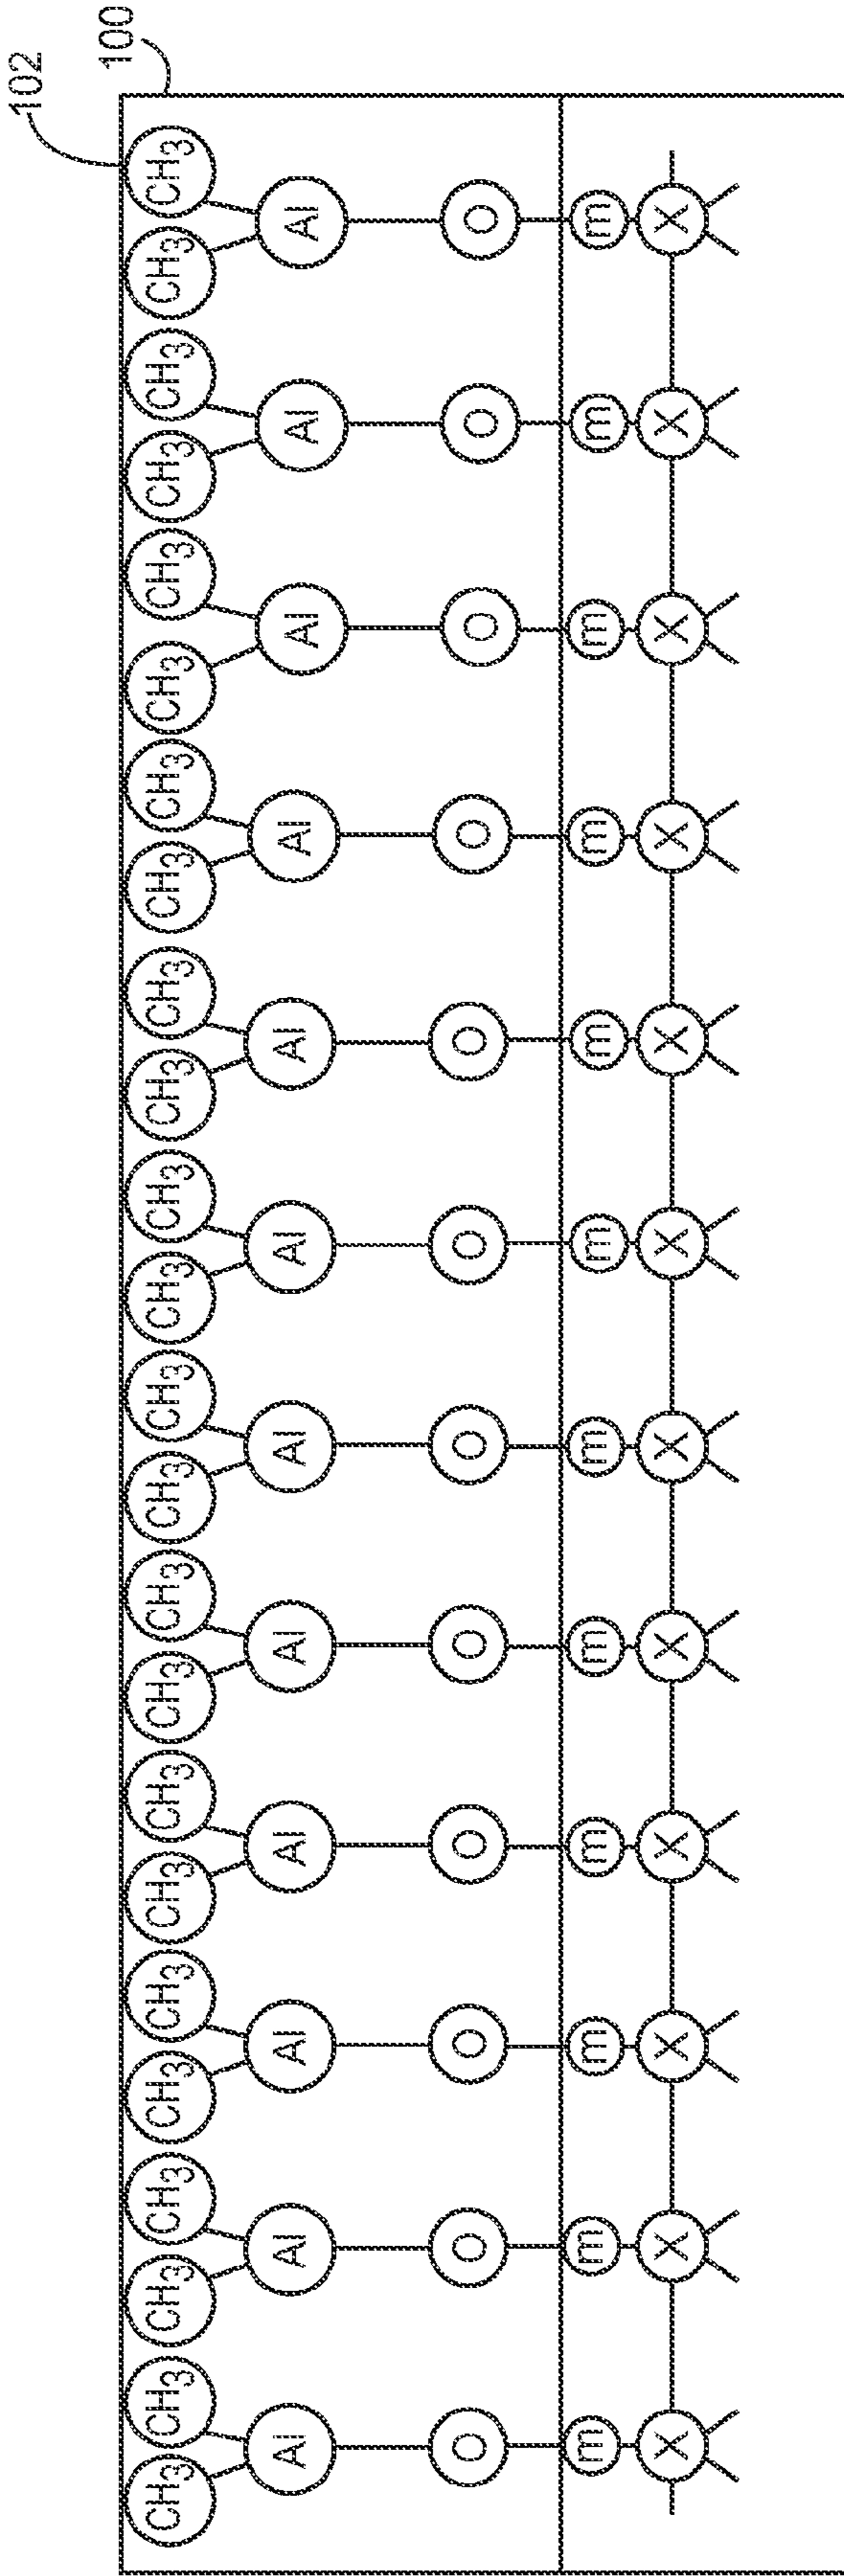 102
100
CH3 CH3 CH3 CH3 CH3 CH3 CH3 CH3 CH3 CH3 CH3 CH3 CH3 CH3 CH3 CH3 CH3 CH3 CH3 CH3 CH3 CH3 CH3 CH3
Al Al Al Al Al Al Al Al Al Al Al Al
O O O O O O O O O O O O
m m m m m m m m m m m m
X X X X X X X X X X X X